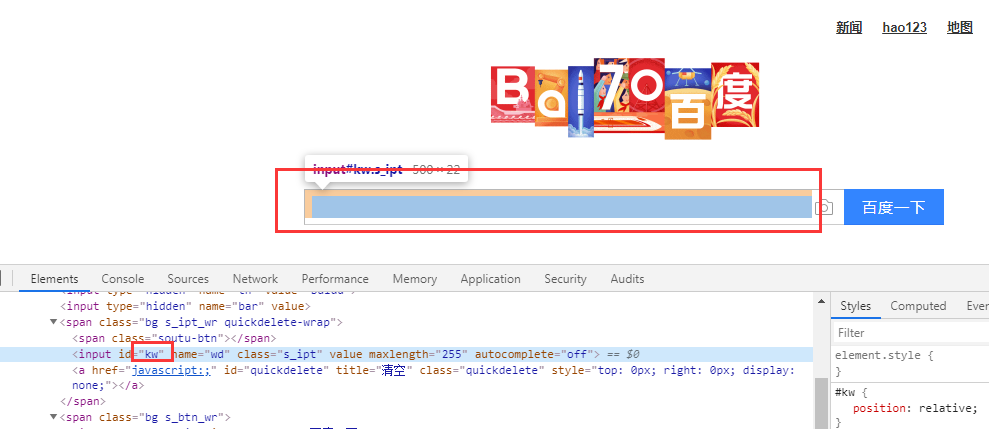 新闻 hao123 地图
Bai 70 百度
input#kw.s_ipt 500 × 22
百度一下
Elements Console Sources Network Performance Memory Application Security Audits
<input type="hidden" name="bar" value>
<span class="bg s_ipt_wr quickdelete-wrap">
<span class="soutu-btn"></span>
<input id="kw" name="wd" class="s_ipt" value maxlength="255" autocomplete="off"> == $0
<a href="javascript:;" id="quickdelete" title="清空" class="quickdelete" style="top: 0px; right: 0px; display:
none;"></a>
</span>
<span class="bg s_btn_wr">
Styles Computed Even
Filter
element.style {
}
#kw {
position: relative;
}